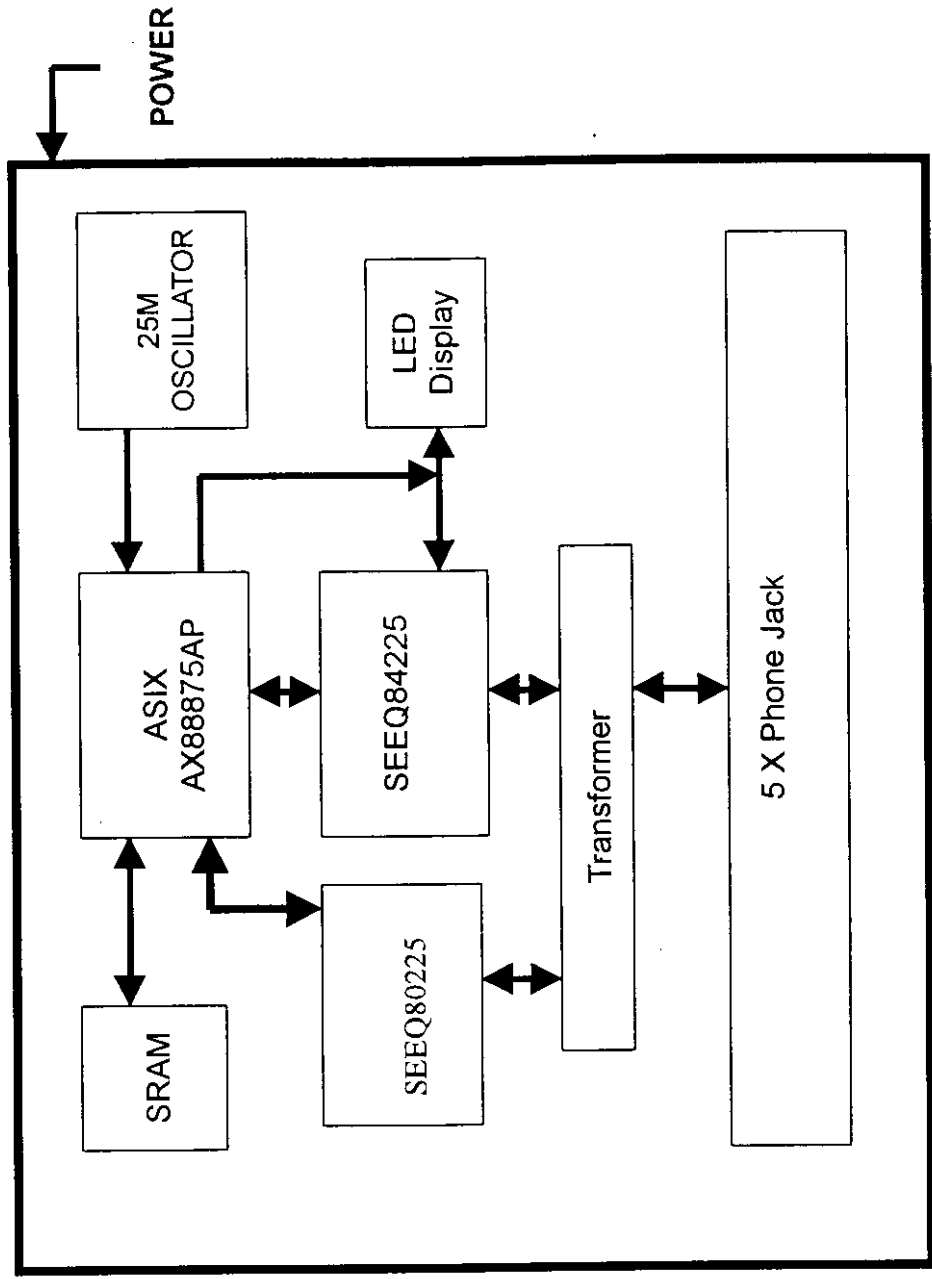 POWER
25M
OSCILLATOR
ASIX
AX88875AP
SRAM
LED
Display
SEEQ84225
SEEQ80225
Transformer
5 X Phone Jack